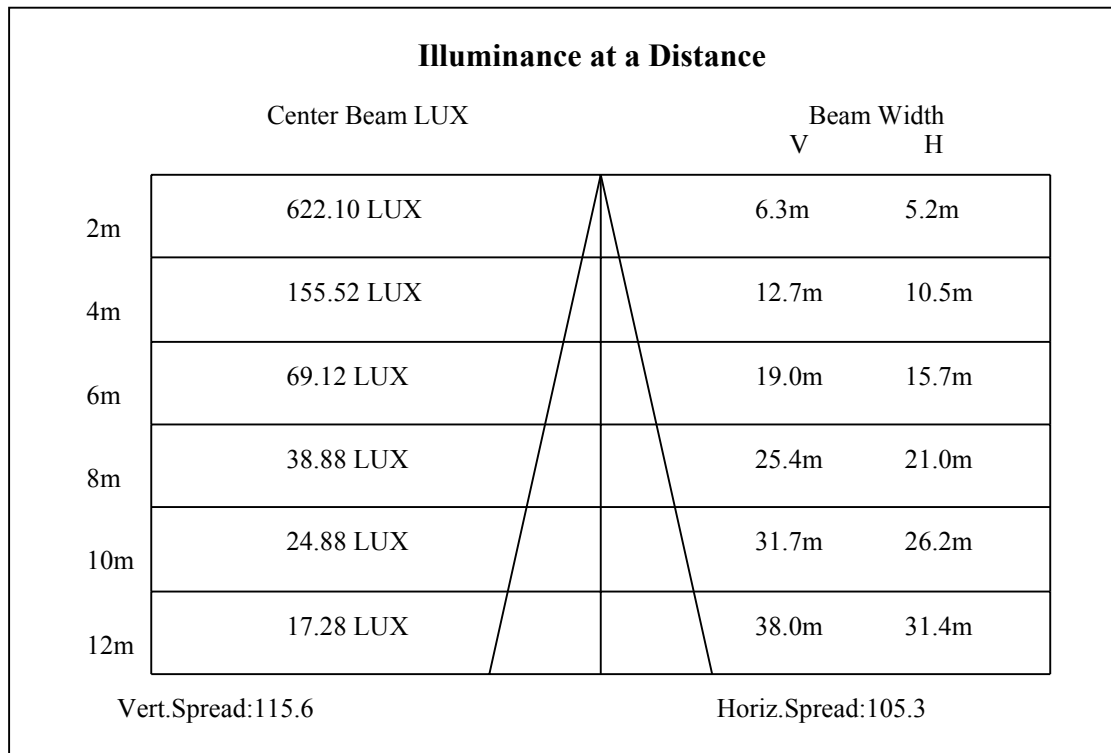 Illuminance at a Distance
Center Beam LUX Beam Width
V H
622.10 LUX 6.3m 5.2m
2m
155.52 LUX 12.7m 10.5m
4m
69.12 LUX 19.0m 15.7m
6m
38.88 LUX 25.4m 21.0m
8m
24.88 LUX 31.7m 26.2m
10m
17.28 LUX 38.0m 31.4m
12m
Vert.Spread:115.6 Horiz.Spread:105.3